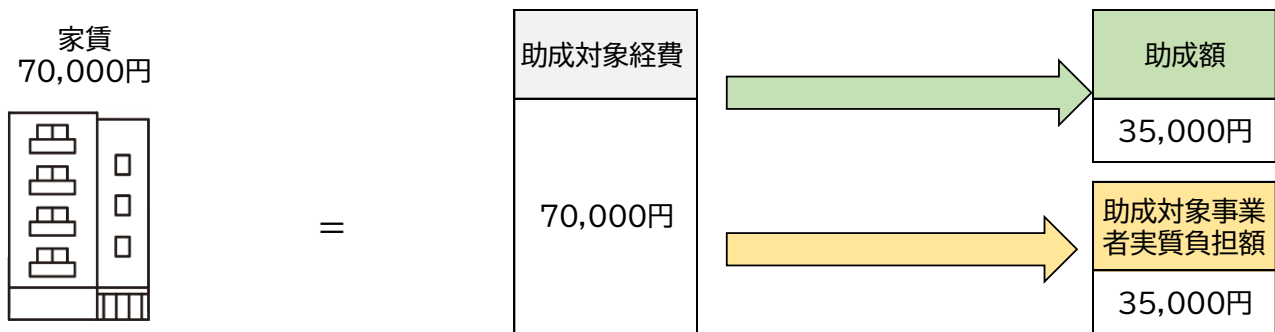 家賃
70,000円
=
助成対象経費
70,000円
助成額
35,000円
助成対象事業
者実質負担額
35,000円